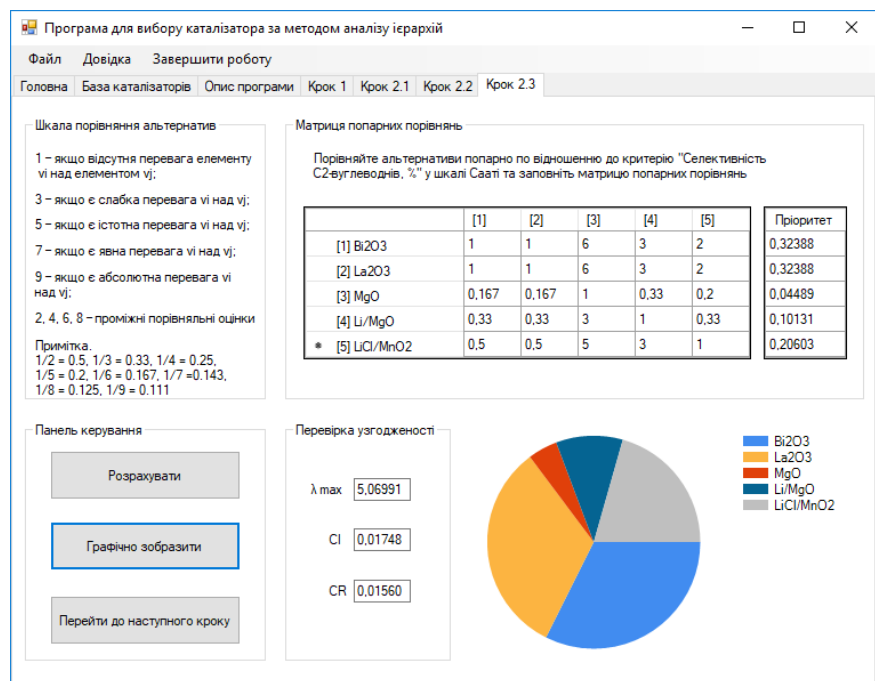 Програма для вибору каталізатора за методом аналізу ієрархій
Файл Довідка Завершити роботу
Головна База каталізаторів Опис програми Крок 1 Крок 2.1 Крок 2.2 Крок 2.3
Шкала порівняння альтернатив
1 – якщо відсутня перевага елементу
vi над елементом vj;
3 – якщо є слабка перевага vi над vj;
5 – якщо є істотна перевага vi над vj;
7 – якщо є явна перевага vi над vj;
9 – якщо є абсолютна перевага vi
над vj;
2, 4, 6, 8 – проміжні порівняльні оцінки
Примітка.
1/2 = 0.5, 1/3 = 0.33, 1/4 = 0.25,
1/5 = 0.2, 1/6 = 0.167, 1/7 =0.143,
1/8 = 0.125, 1/9 = 0.111
Матриця попарних порівнянь
Порівняйте альтернативи попарно по відношенню до критерію "Селективність
С2-вуглеводнів, %" у шкалі Сааті та заповніть матрицю попарних порівнянь
[1] [2] [3] [4] [5] Пріоритет
[1] Bi2O3 1 1 6 3 2 0,32388
[2] La2O3 1 1 6 3 2 0,32388
[3] MgO 0,167 0,167 1 0,33 0,2 0,04489
[4] Li/MgO 0,33 0,33 3 1 0,33 0,10131
[5] LiCl/MnO2 0,5 0,5 5 3 1 0,20603
Панель керування
Розрахувати
Графічно зобразити
Перейти до наступного кроку
Перевірка узгодженості
λ max 5,06991
CI 0,01748
CR 0,01560
Bi2O3
La2O3
MgO
Li/MgO
LiCl/MnO2